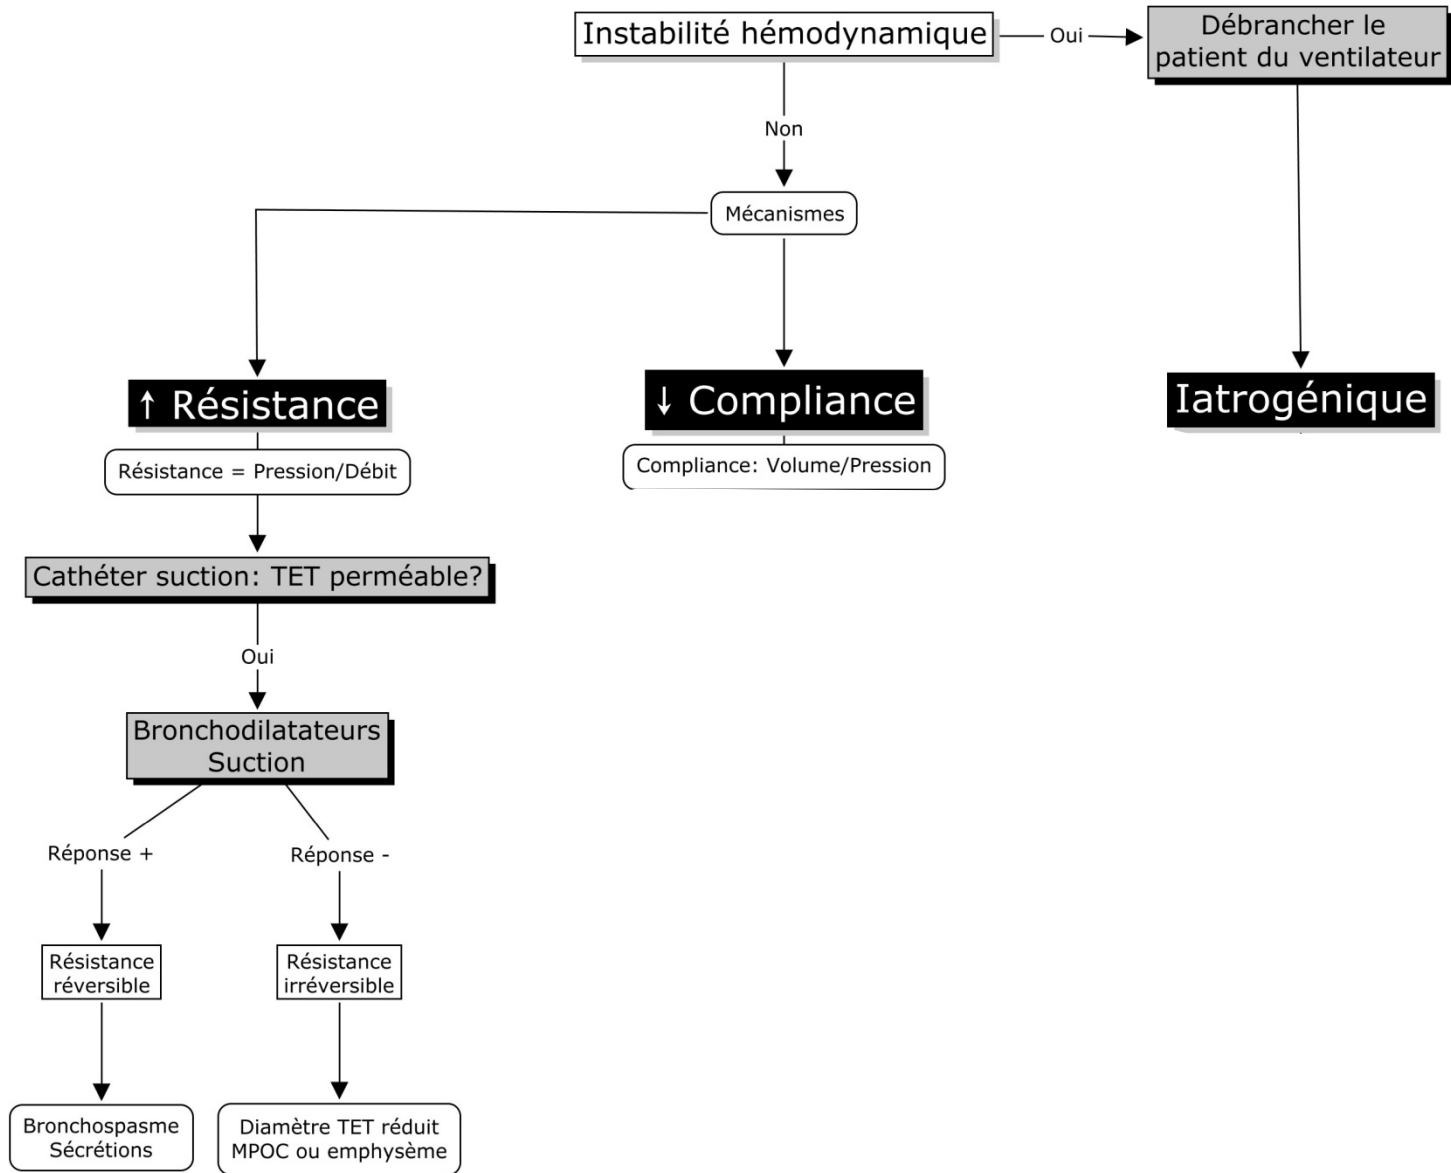 Instabilité hémodynamique
Oui
Débrancher le
patient du ventilateur
Non
Mécanismes
↑ Résistance
↓ Compliance
Iatrogénique
Résistance = Pression/Débit
Compliance: Volume/Pression
Cathéter suction: TET perméable?
Oui
Bronchodilatateurs
Suction
Réponse +
Réponse -
Résistance
réversible
Résistance
irréversible
Bronchospasme
Sécrétions
Diamètre TET réduit
MPOC ou emphysème